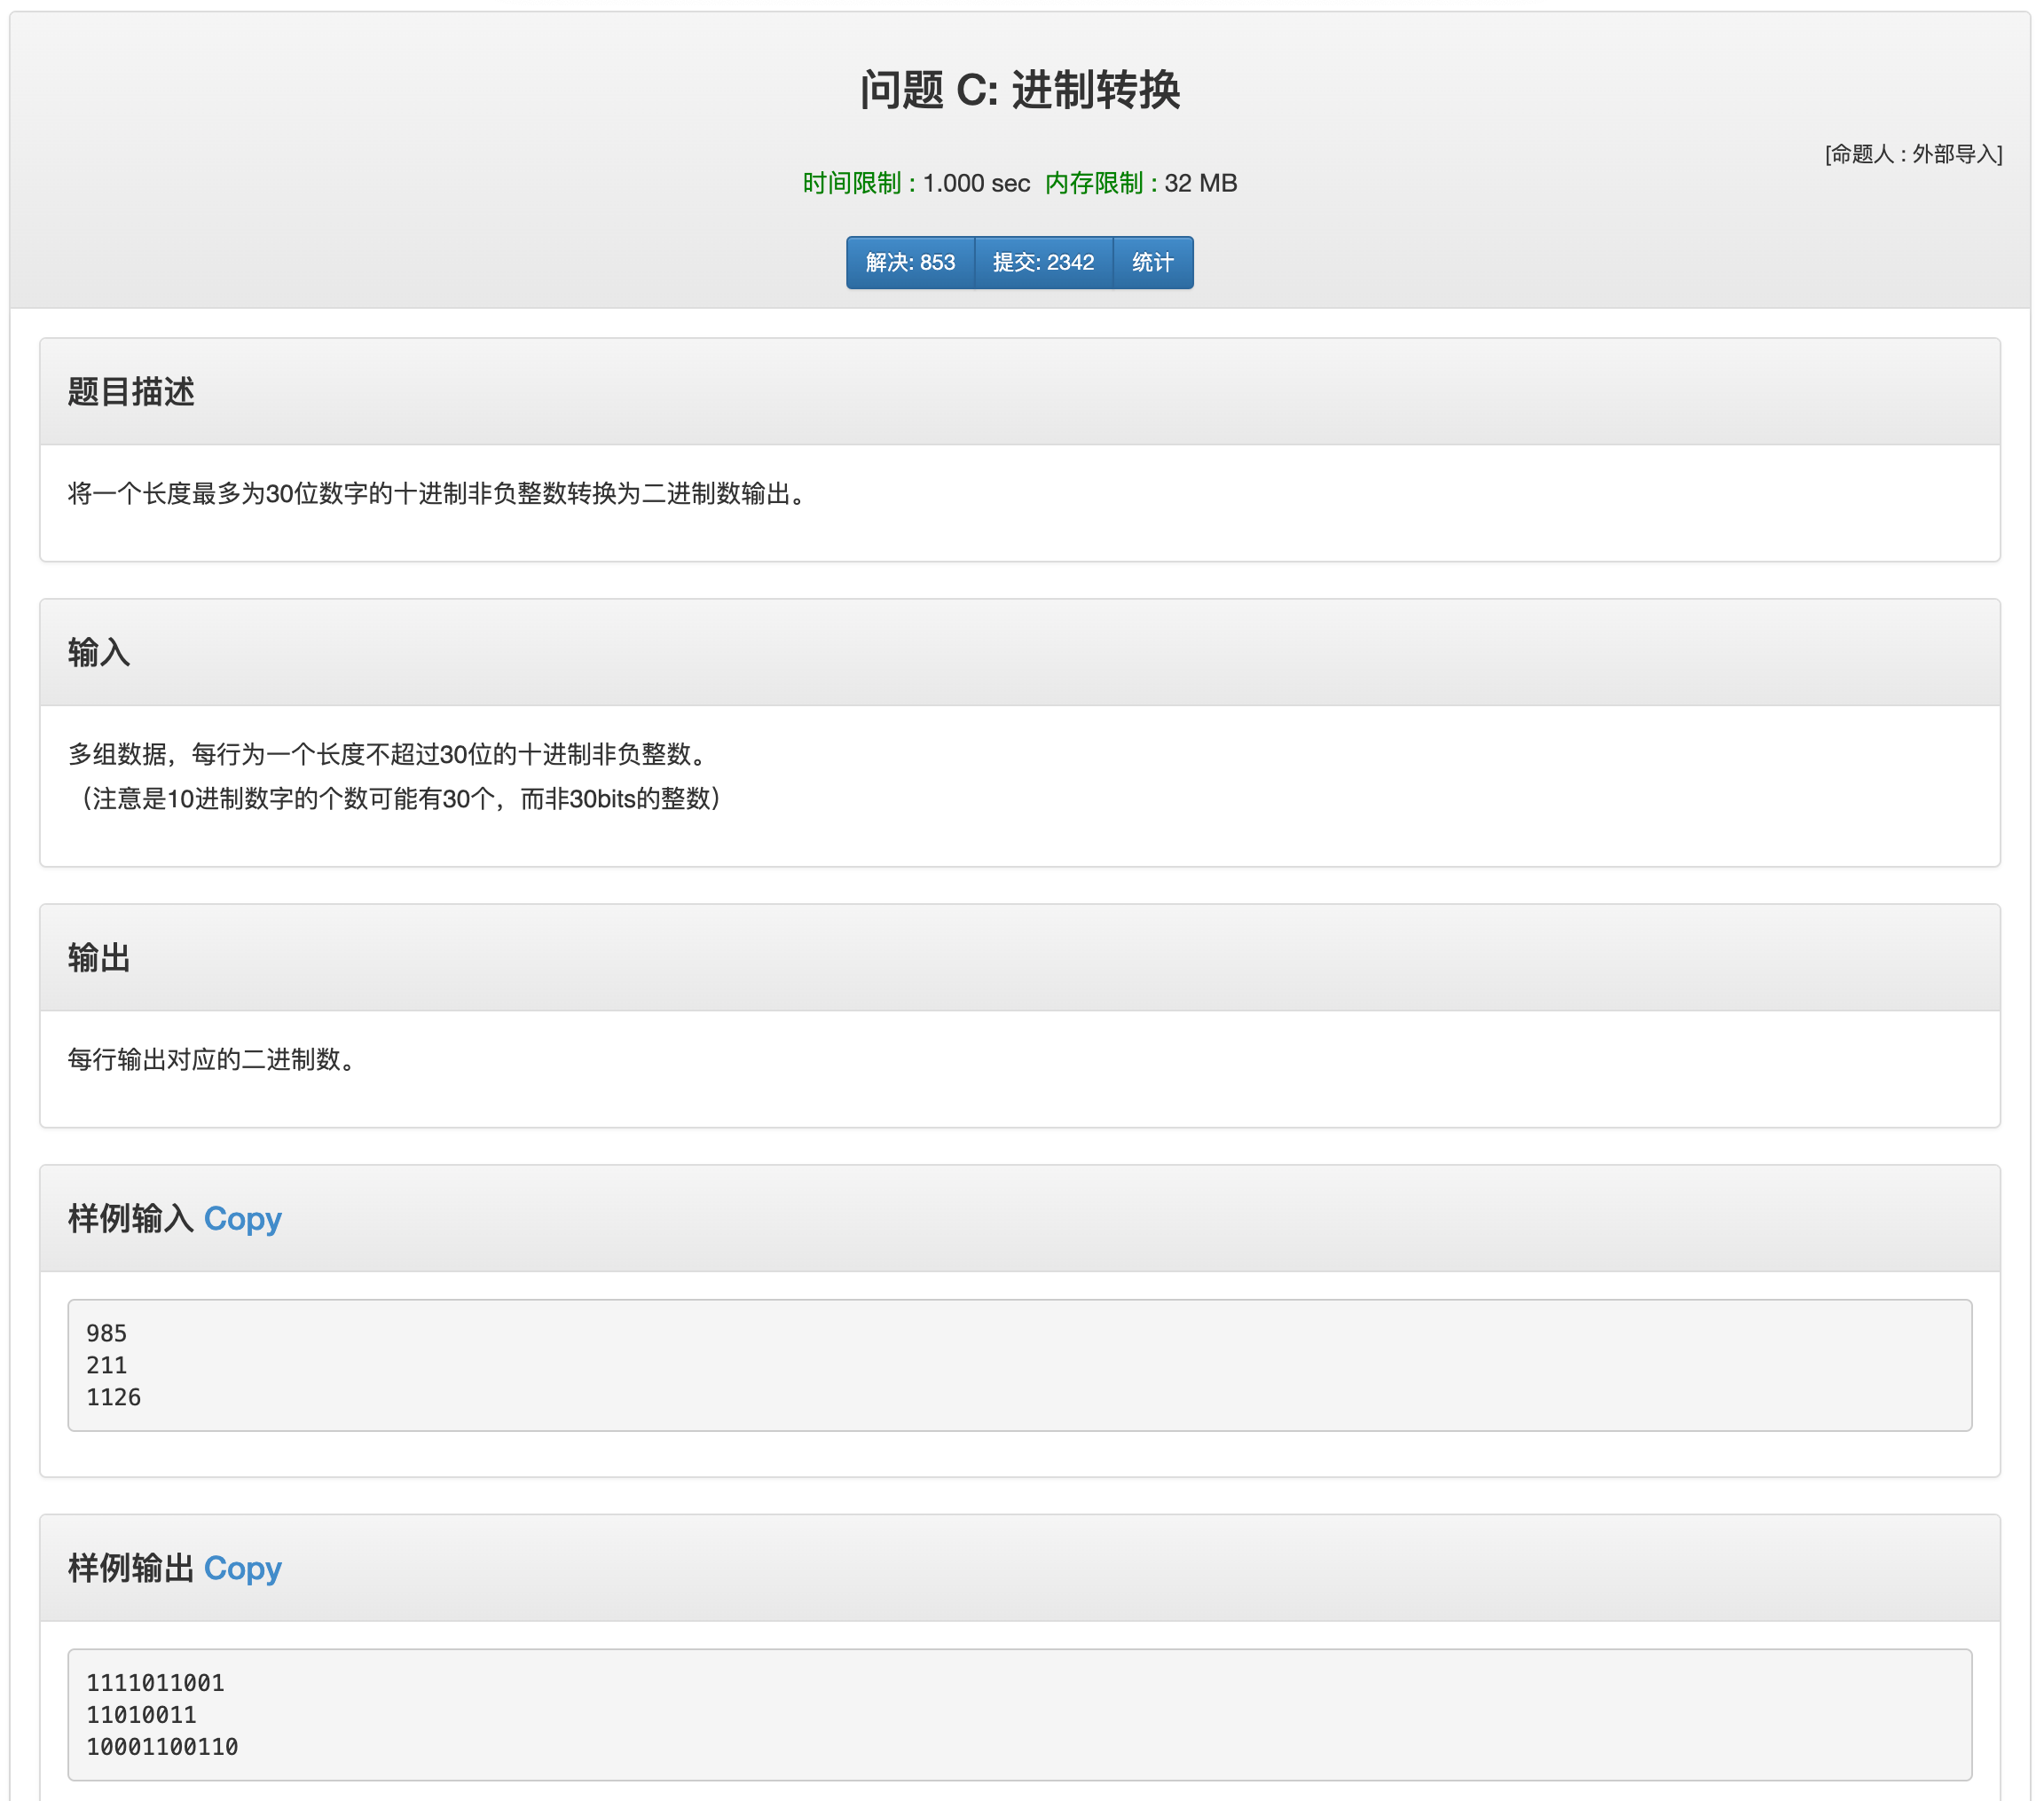 问题 C: 进制转换
[命题人 : 外部导入]
时间限制 : 1.000 sec 内存限制 : 32 MB
解决: 853 提交: 2342 统计
题目描述
将一个长度最多为30位数字的十进制非负整数转换为二进制数输出。
输入
多组数据，每行为一个长度不超过30位的十进制非负整数。
（注意是10进制数字的个数可能有30个，而非30bits的整数）
输出
每行输出对应的二进制数。
样例输入 Copy
985
211
1126
样例输出 Copy
1111011001
11010011
10001100110